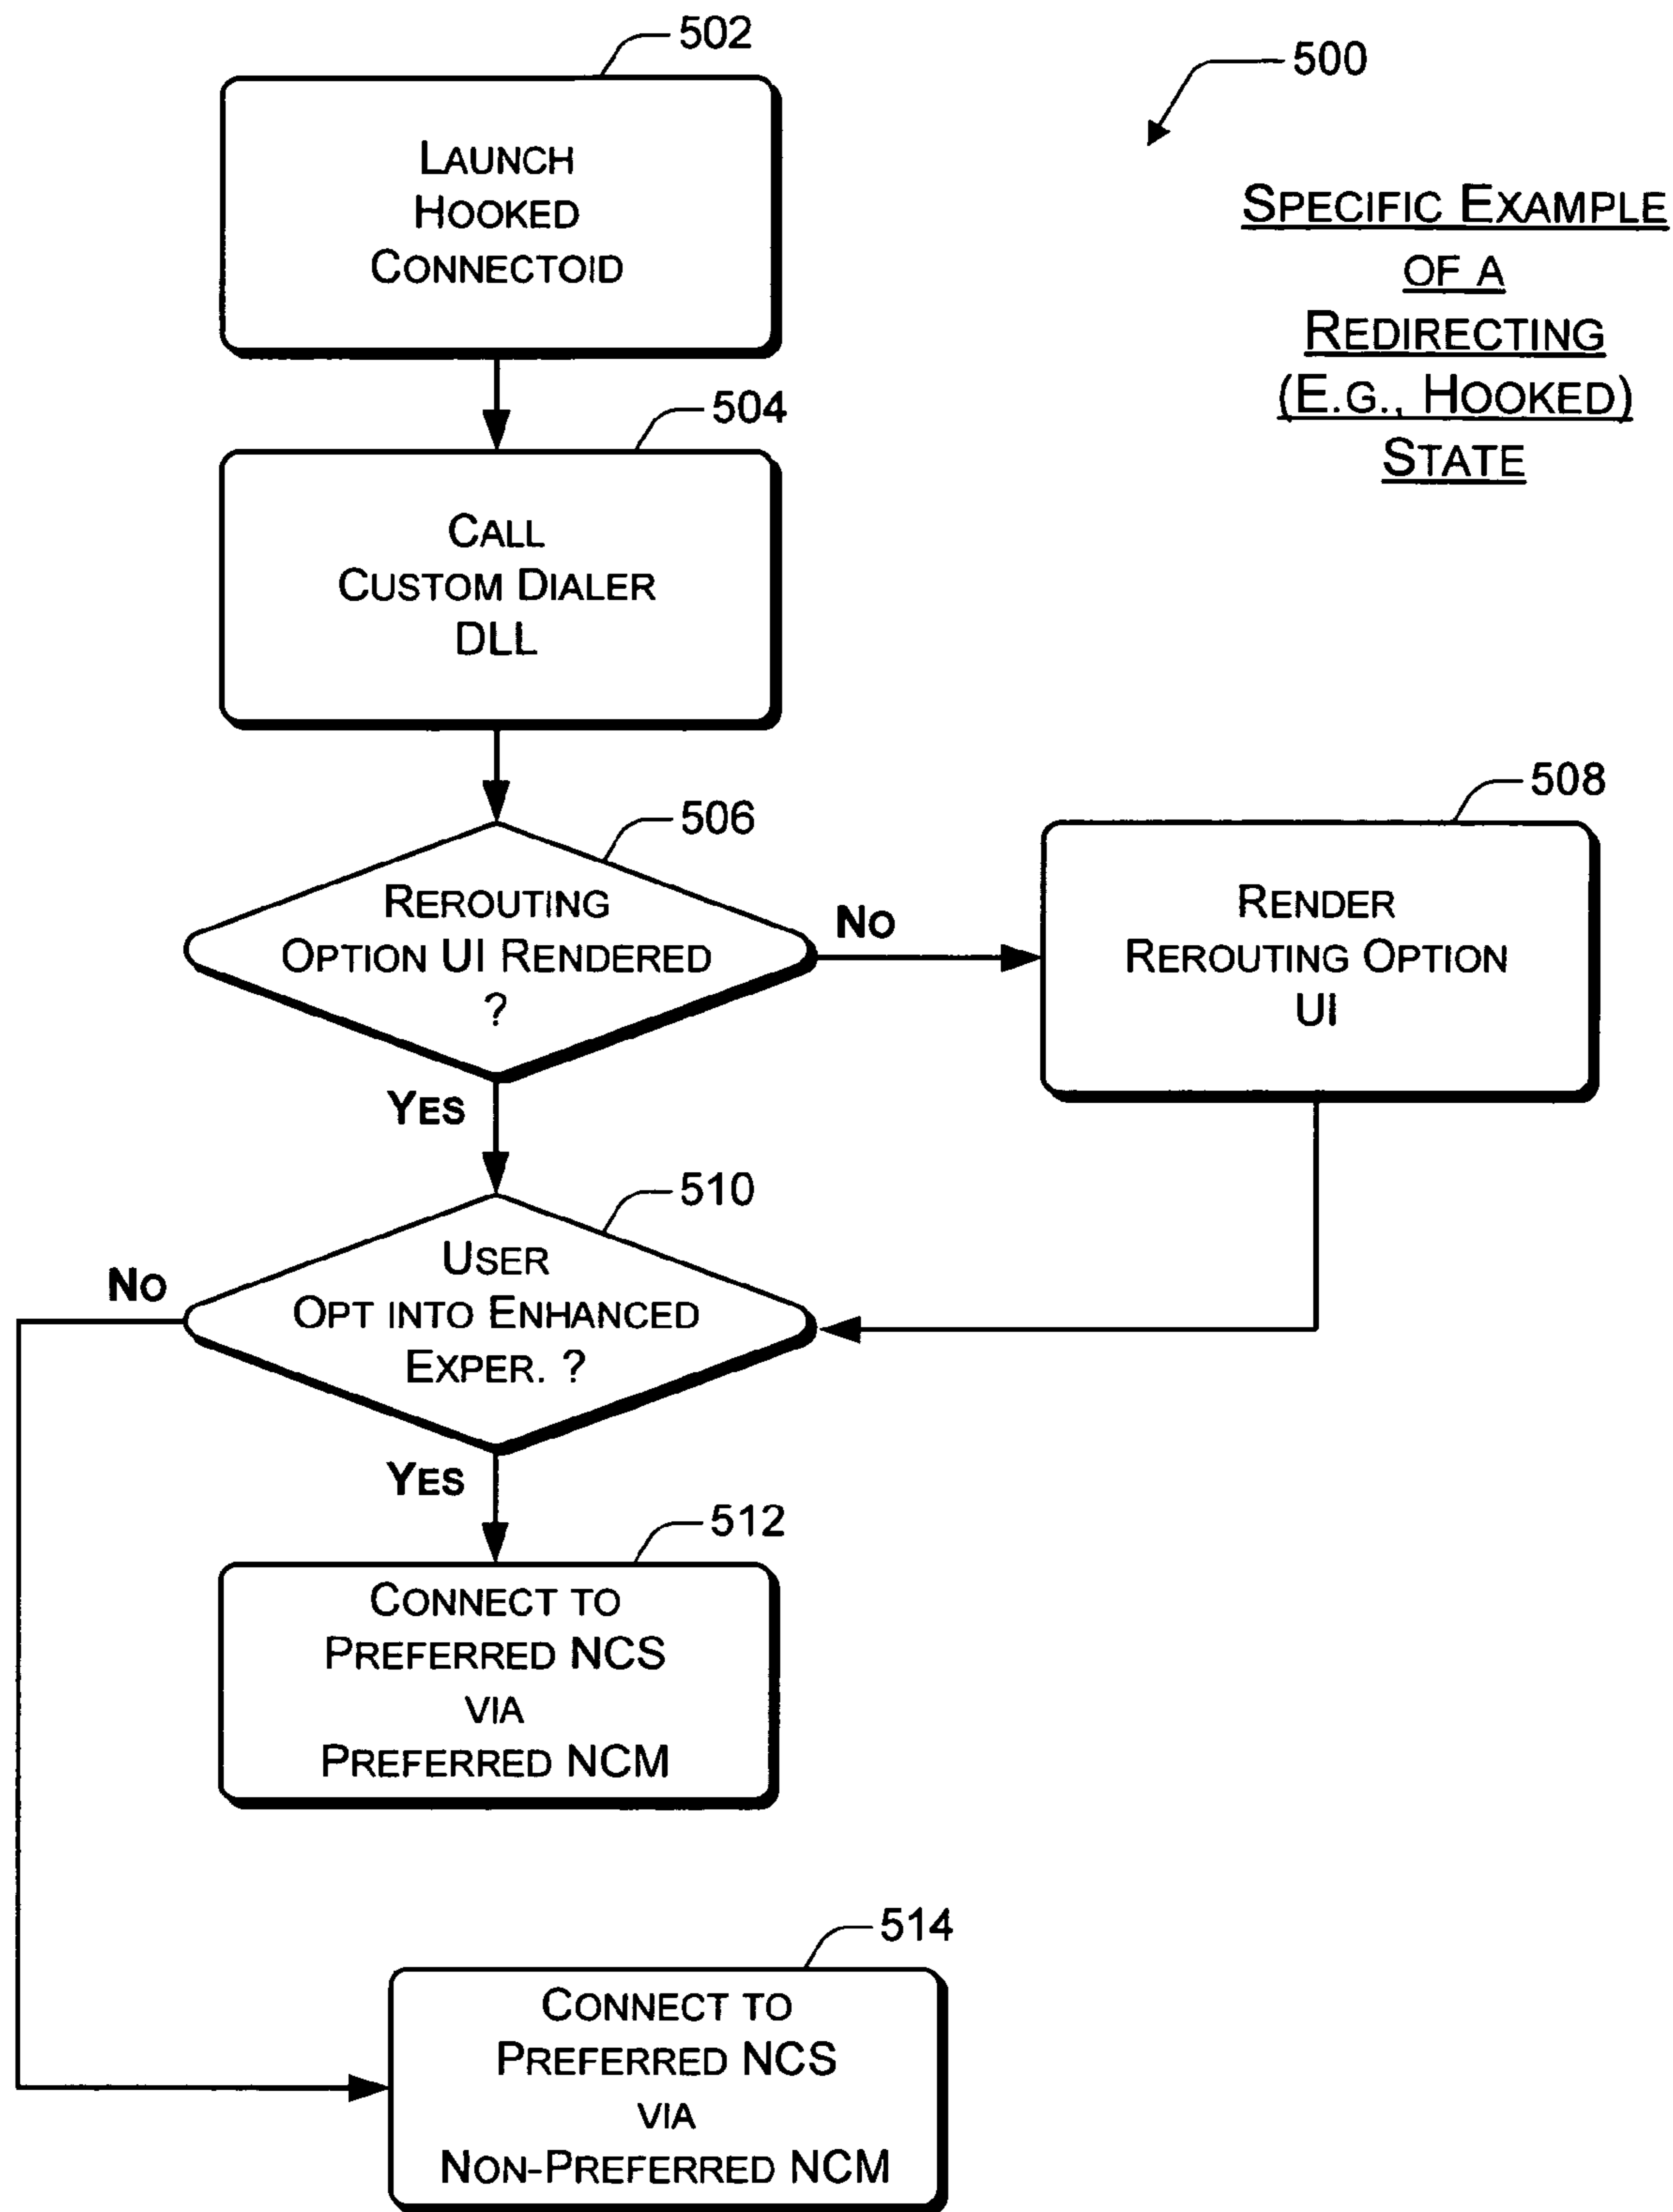 502
500
LAUNCH
HOOKED
CONNECTOID
SPECIFIC EXAMPLE
OF A
REDIRECTING
(E.G., HOOKED)
STATE
504
CALL
CUSTOM DIALER
DLL
506
REROUTING
OPTION UI RENDERED
?
NO
508
RENDER
REROUTING OPTION
UI
YES
510
USER
OPT INTO ENHANCED
EXPER. ?
NO
YES
512
CONNECT TO
PREFERRED NCS
VIA
PREFERRED NCM
514
CONNECT TO
PREFERRED NCS
VIA
NON-PREFERRED NCM